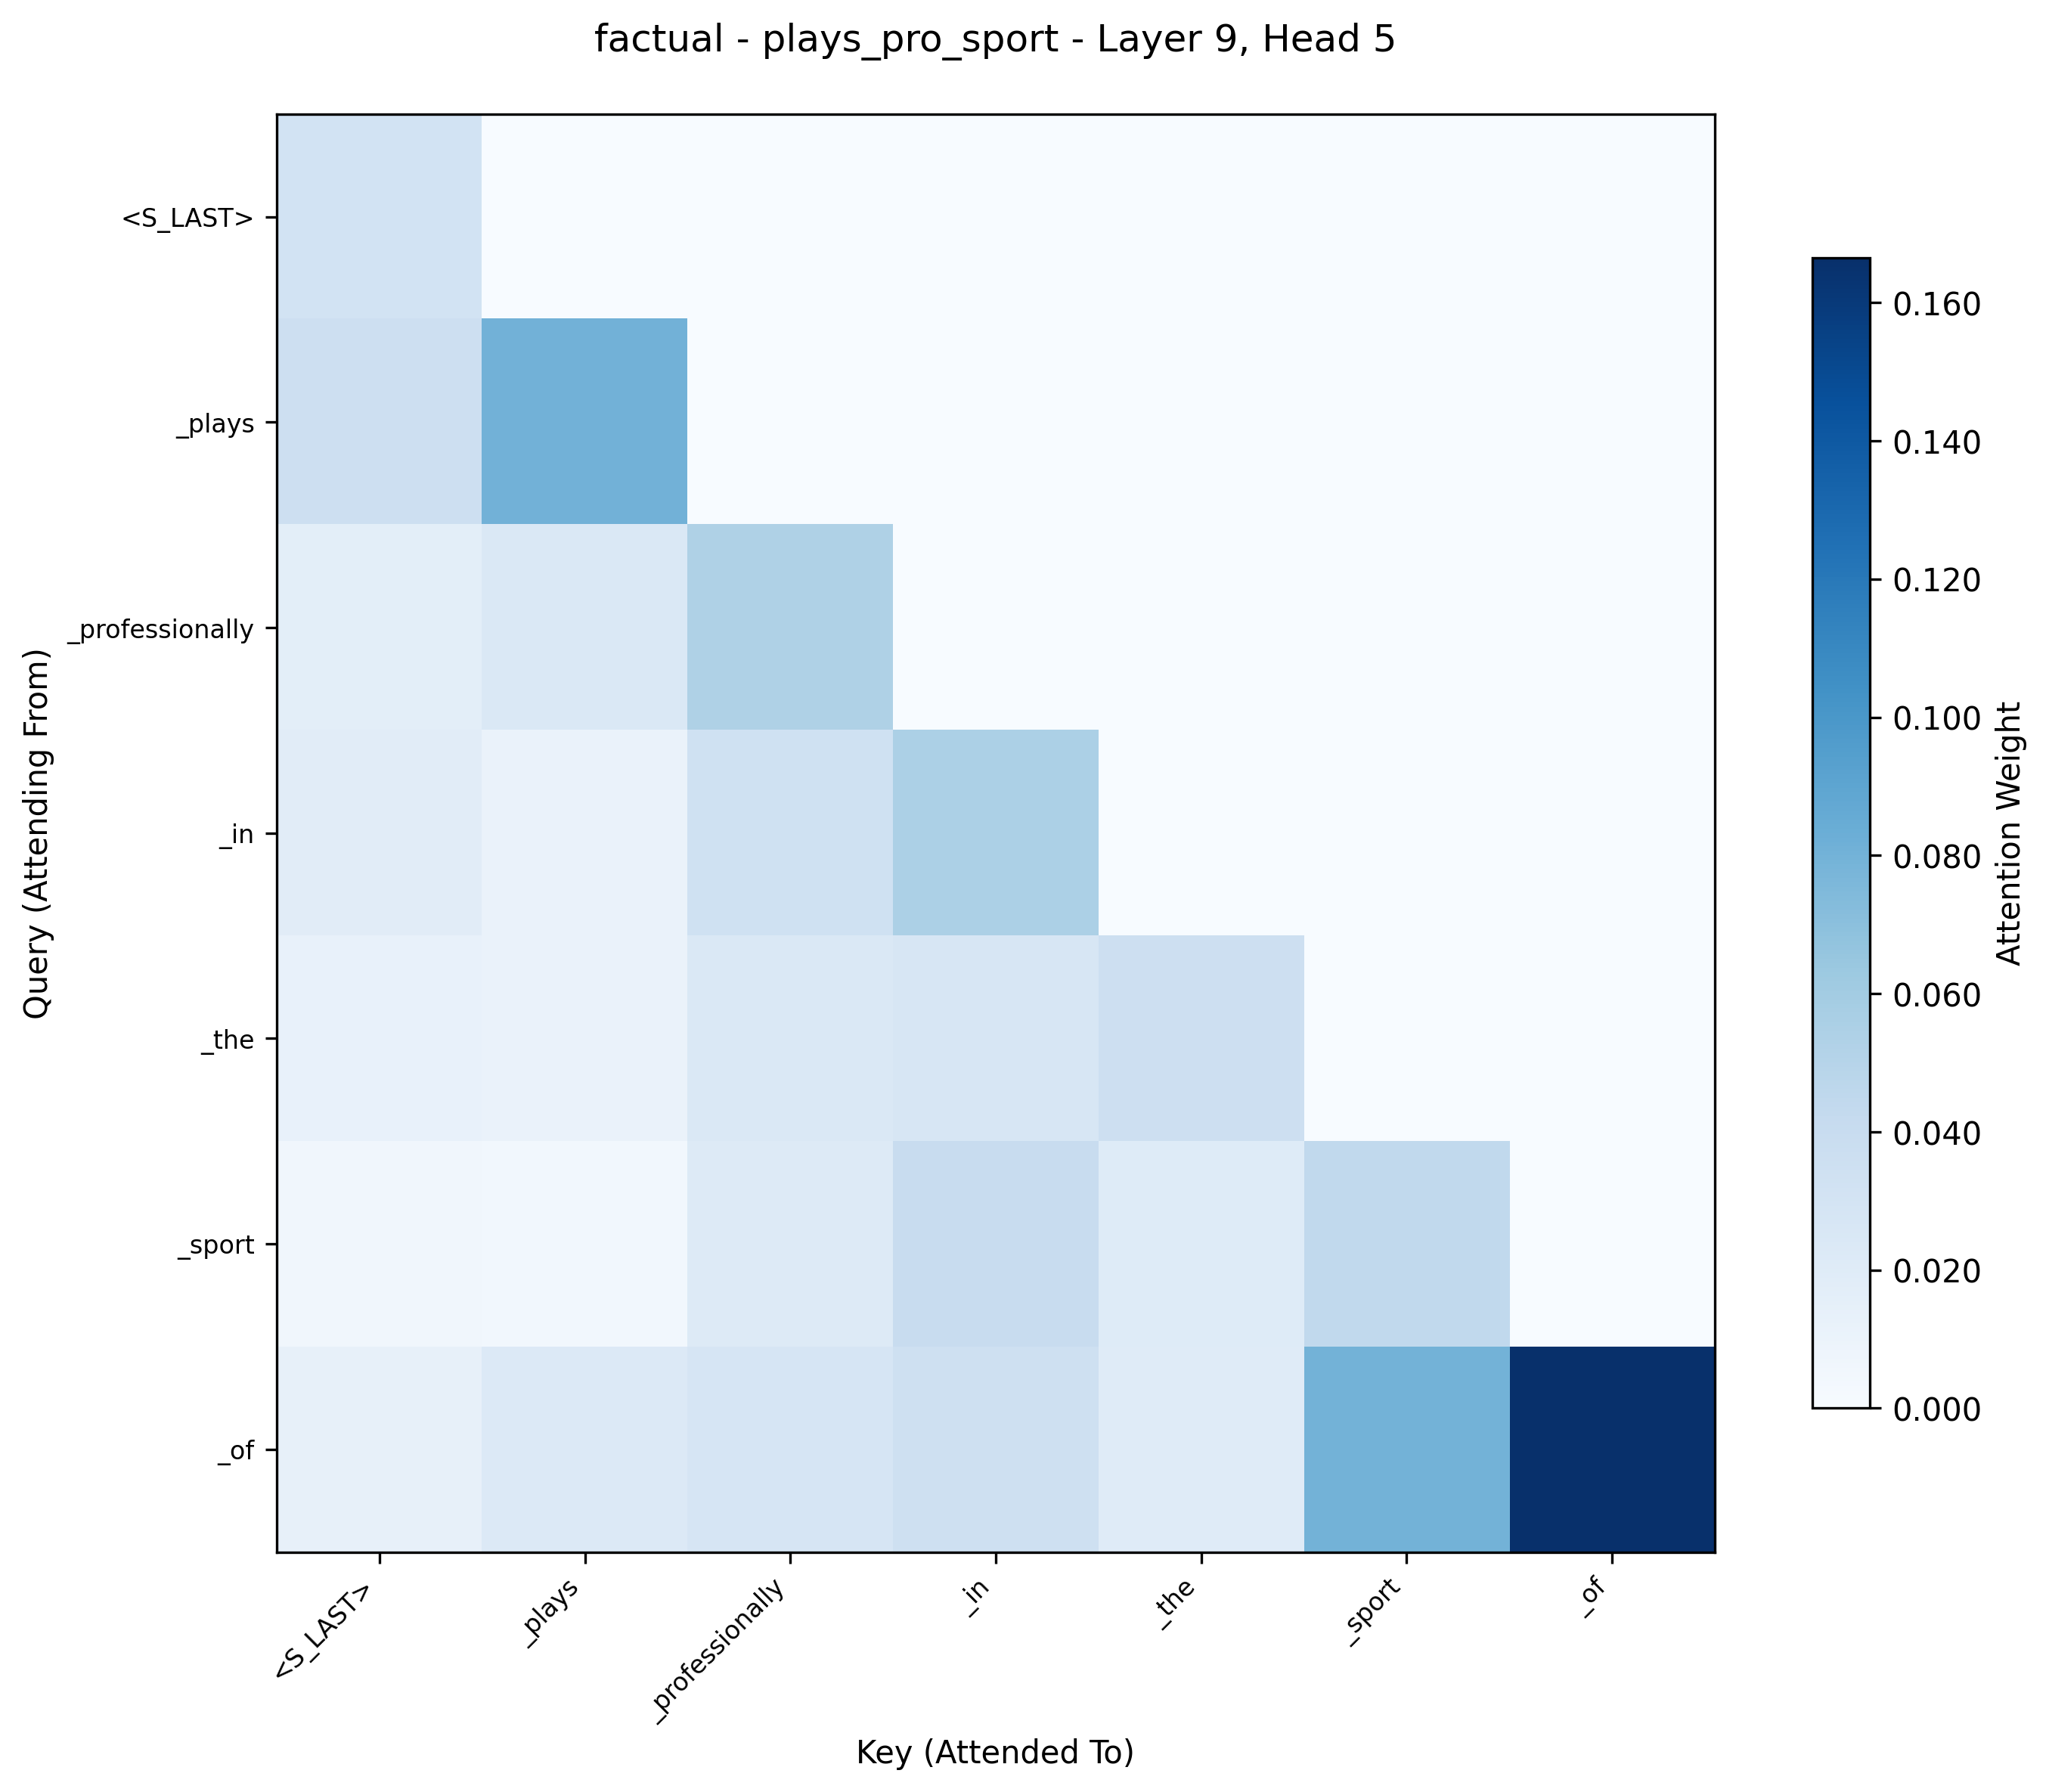 factual - plays_pro_sport - Layer 9, Head 5
<S_LAST>
_plays
_professionally
_in
_the
_sport
_of
Query (Attending From)
<S_LAST>
_plays
_professionally
_in
_the
_sport
_of
Key (Attended To)
0.160
0.140
0.120
0.100
0.080
0.060
0.040
0.020
0.000
Attention Weight